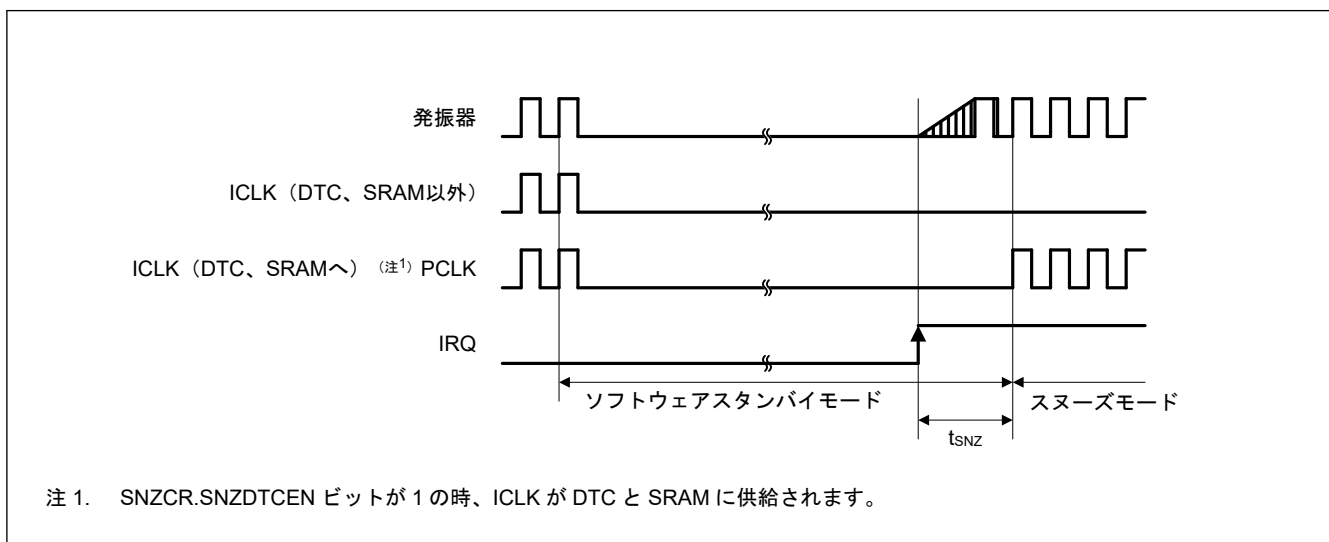 発振器
ICLK（DTC、SRAM以外）
ICLK（DTC、SRAMへ）（注1）PCLK
IRQ
ソフトウェアスタンバイモード
スヌーズモード
tSNZ
注 1. SNZCR.SNZDTCEN ビットが 1 の時、ICLK が DTC と SRAM に供給されます。